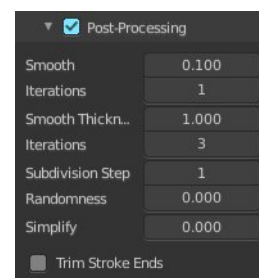 Post-Processing
Smooth 0.100
Iterations 1
Smooth Thickn... 1.000
Iterations 3
Subdivision Step 1
Randomness 0.000
Simplify 0.000
Trim Stroke Ends